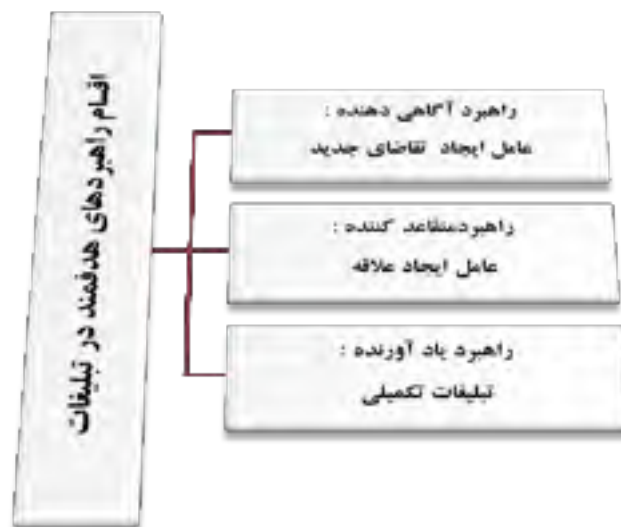 اقسام راهبردهای هدفمند در تبلیغات
راهبرد آگاهی دهنده :
عامل ایجاد تقاضای جدید
راهبردمتقاعد کننده :
عامل ایجاد علاقه
راهبرد یاد آورنده :
تبلیغات تکمیلی